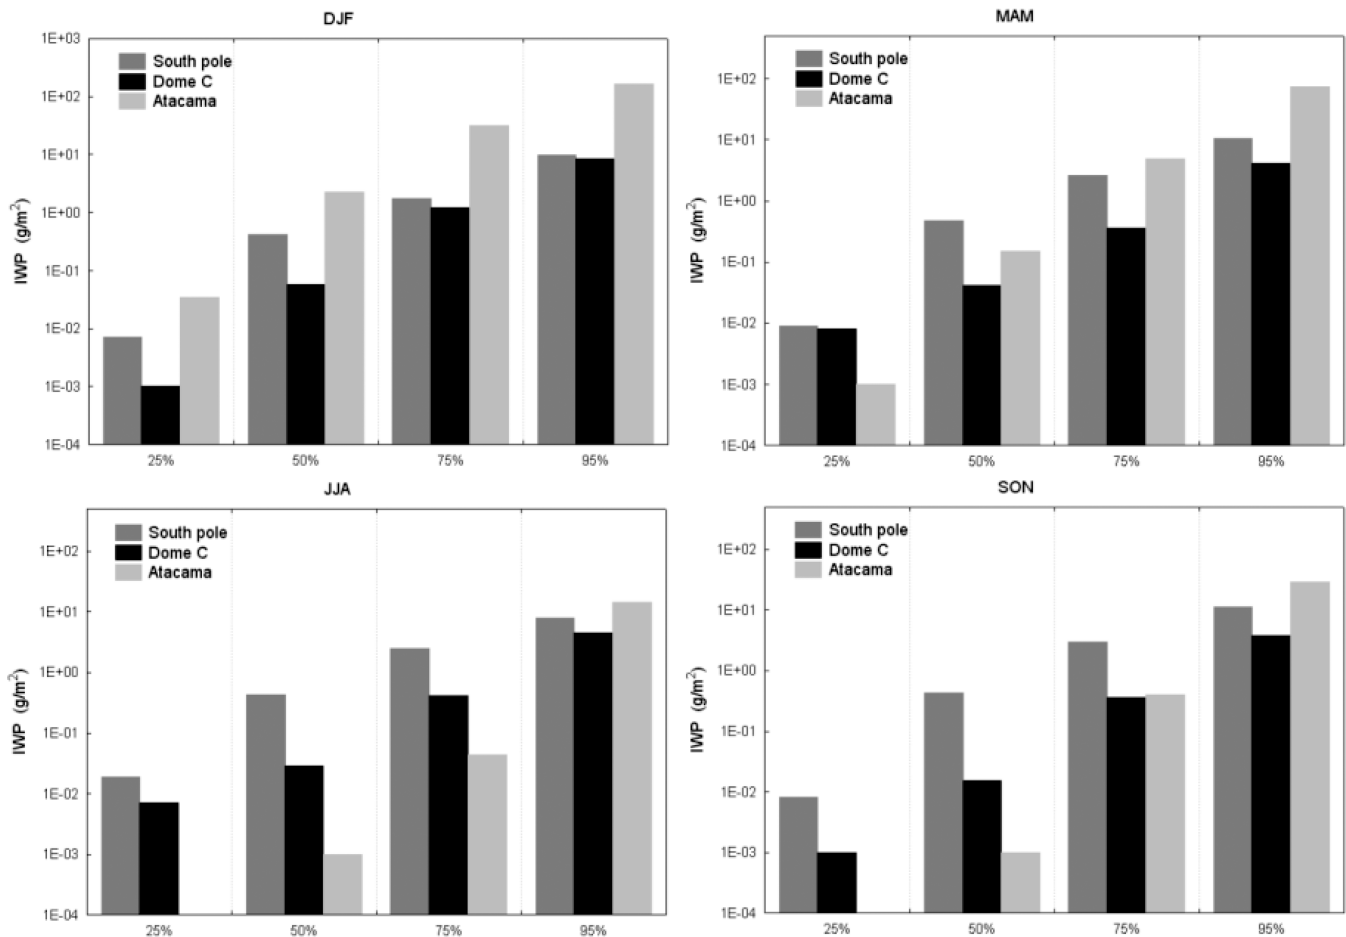 DJF
1E+03
1E+02
1E+01
1E+00
1E-01
1E-02
1E-03
1E-04
IWP (g/m²)
South pole
Dome C
Atacama
25% 50% 75% 95%
MAM
1E+02
1E+01
1E+00
1E-01
1E-02
1E-03
1E-04
IWP (g/m²)
South pole
Dome C
Atacama
25% 50% 75% 95%
JJA
1E+02
1E+01
1E+00
1E-01
1E-02
1E-03
1E-04
IWP (g/m²)
South pole
Dome C
Atacama
25% 50% 75% 95%
SON
1E+02
1E+01
1E+00
1E-01
1E-02
1E-03
1E-04
IWP (g/m²)
South pole
Dome C
Atacama
25% 50% 75% 95%